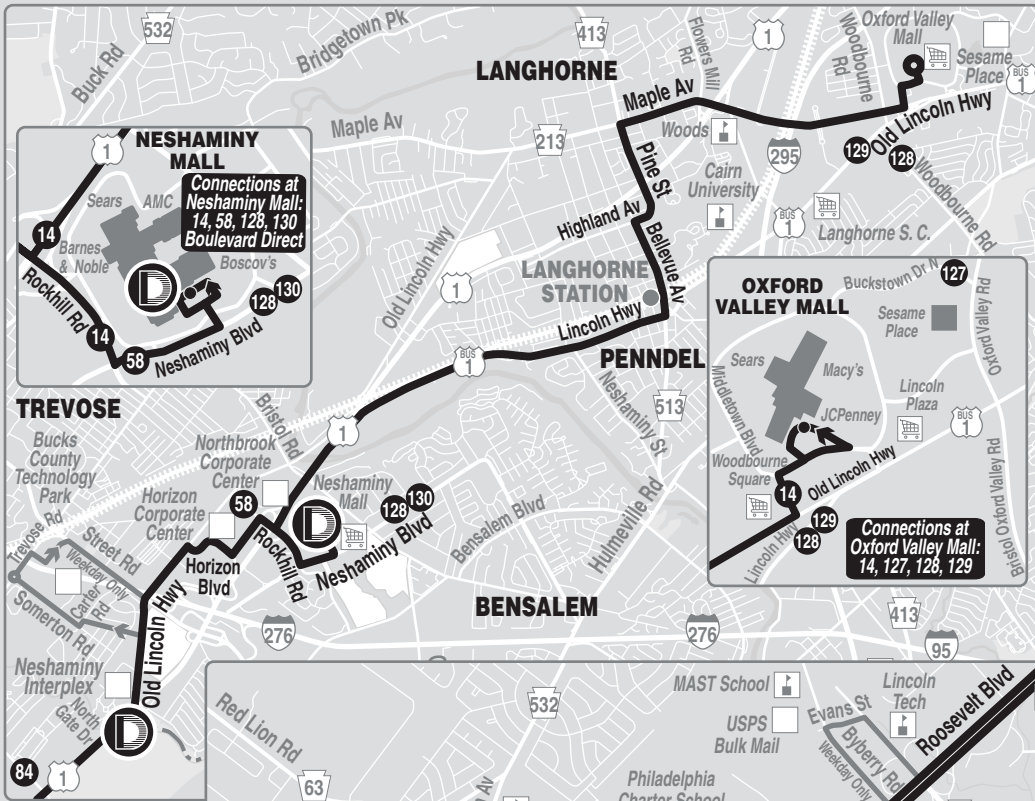 532
Buck Rd
Bridgetown Pk
413
Flowers Mill
Rd
1
Woodbourne
Rd
Oxford Valley
Mall
Sesame
Place
BUS
1
LANGHORNE
Maple Av
Maple Av
213
Woods
Pine St
Cairn
University
295
129
Old Lincoln Hwy
128
Woodbourne Rd
BUS
1
Langhorne S. C.
Highland Av
Bellevue Av
Old Lincoln Hwy
1
LANGHORNE
STATION
Lincoln Hwy
BUS
1
PENNDEL
Neshaminy St
513
NESHAMINY
MALL
1
Sears
AMC
Connections at
Neshaminy Mall:
14, 58, 128, 130
Boulevard Direct
14
Barnes
& Noble
Boscov's
D
Rockhill Rd
128
130
14
58
Neshaminy Blvd
OXFORD
VALLEY MALL
Buckstown Dr N
127
Sesame
Place
Oxford Valley Rd
Sears
Macy's
Middletown Blvd
Lincoln
Plaza
JCPenney
BUS
1
Woodbourne
Square
Old Lincoln Hwy
14
129
128
Lincoln Hwy
Bristol Oxford Valley Rd
Connections at
Oxford Valley Mall:
14, 127, 128, 129
TREVOSE
Bucks
County
Technology
Park
Bristol Rd
1
Northbrook
Corporate
Center
Neshaminy
Mall
58
D
128
130
Horizon
Corporate
Center
Rockhill Rd
Neshaminy Blvd
Bensalem Blvd
Hulmeville Rd
Trevose Rd
Street Rd
Weekday Only
Carter
Rd
Somerton Rd
Horizon
Blvd
Old Lincoln Hwy
276
BENSALEM
276
413
95
Neshaminy
Interplex
North
Gate Dr
D
84
1
Red Lion Rd
63
532
MAST School
USPS
Bulk Mail
Lincoln
Tech
Evans St
Byberry Rd
Weekday Only
Roosevelt Blvd
Av
Philadelphia
Charter School